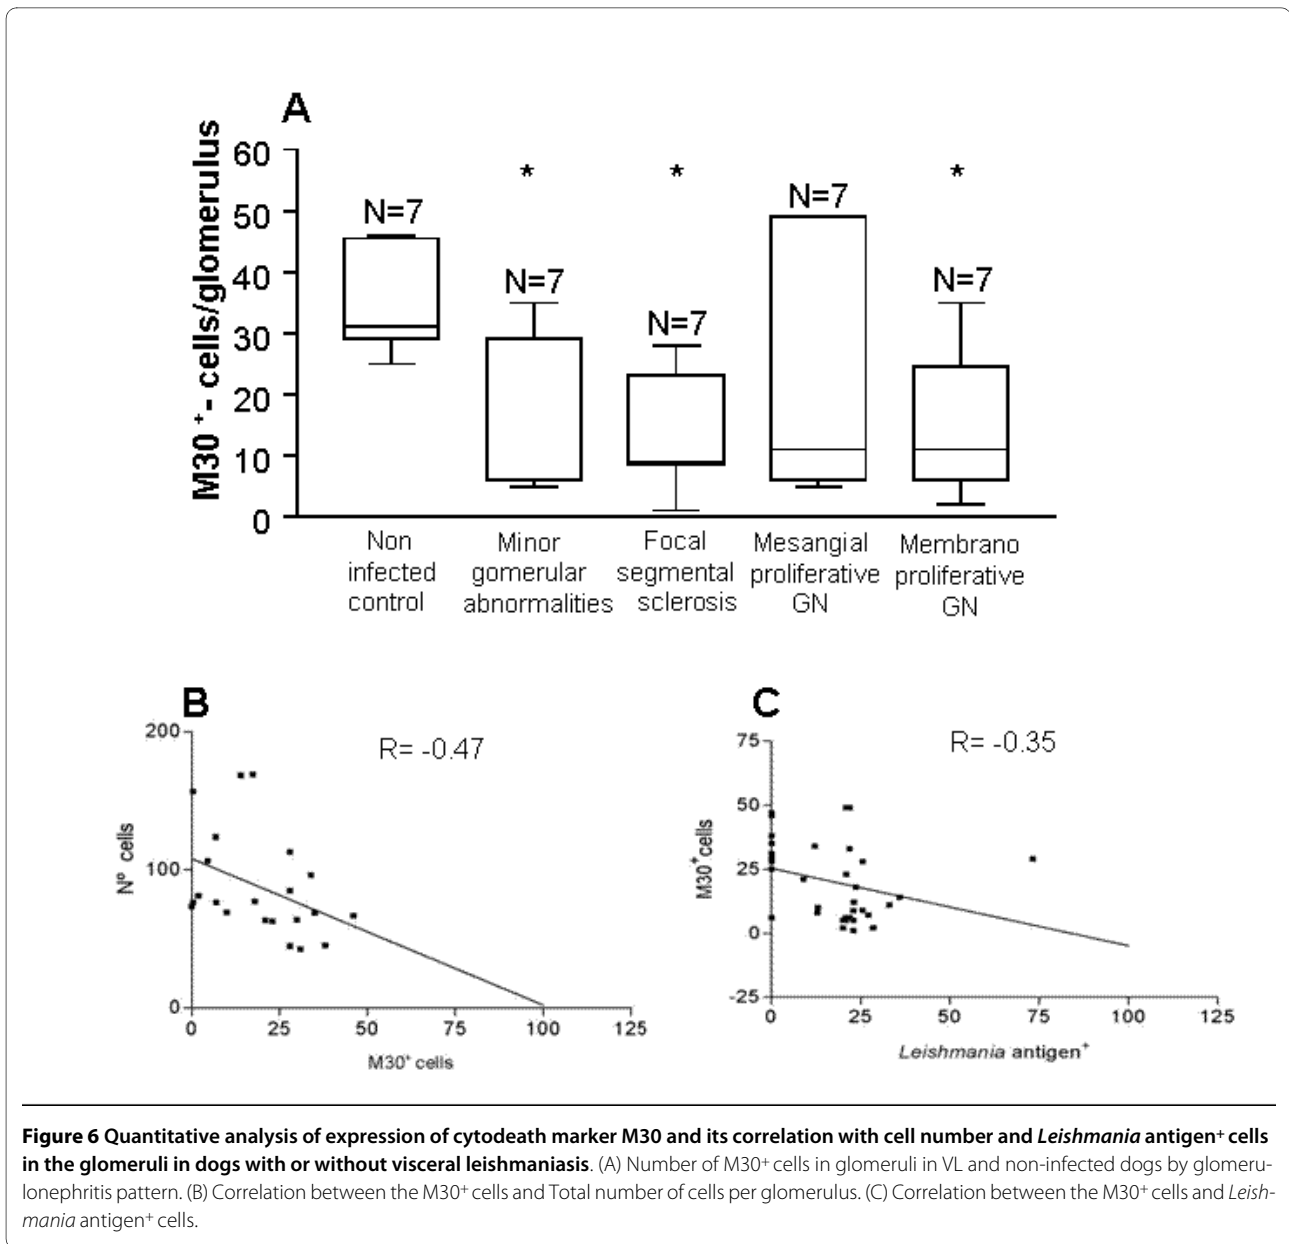 A
M30 +- cells/glomerulus
60
50
40
30
20
10
0
*
*
*
N=7
N=7
N=7
N=7
N=7
Non
infected
control
Minor
gomerular
abnormalities
Focal
segmental
sclerosis
Mesangial
proliferative
GN
Membrano
proliferative
GN
B
R= -0.47
Nº cells
200
100
0
0 25 50 75 100 125
M30+ cells
C
R= -0.35
M30+cells
75
50
25
0
-25
0 25 50 75 100 125
Leishmania antigen+
Figure 6 Quantitative analysis of expression of cytodeath marker M30 and its correlation with cell number and Leishmania antigen+ cells
in the glomeruli in dogs with or without visceral leishmaniasis. (A) Number of M30+ cells in glomeruli in VL and non-infected dogs by glomeru-
lonephritis pattern. (B) Correlation between the M30+ cells and Total number of cells per glomerulus. (C) Correlation between the M30+ cells and Leish-
mania antigen+ cells.